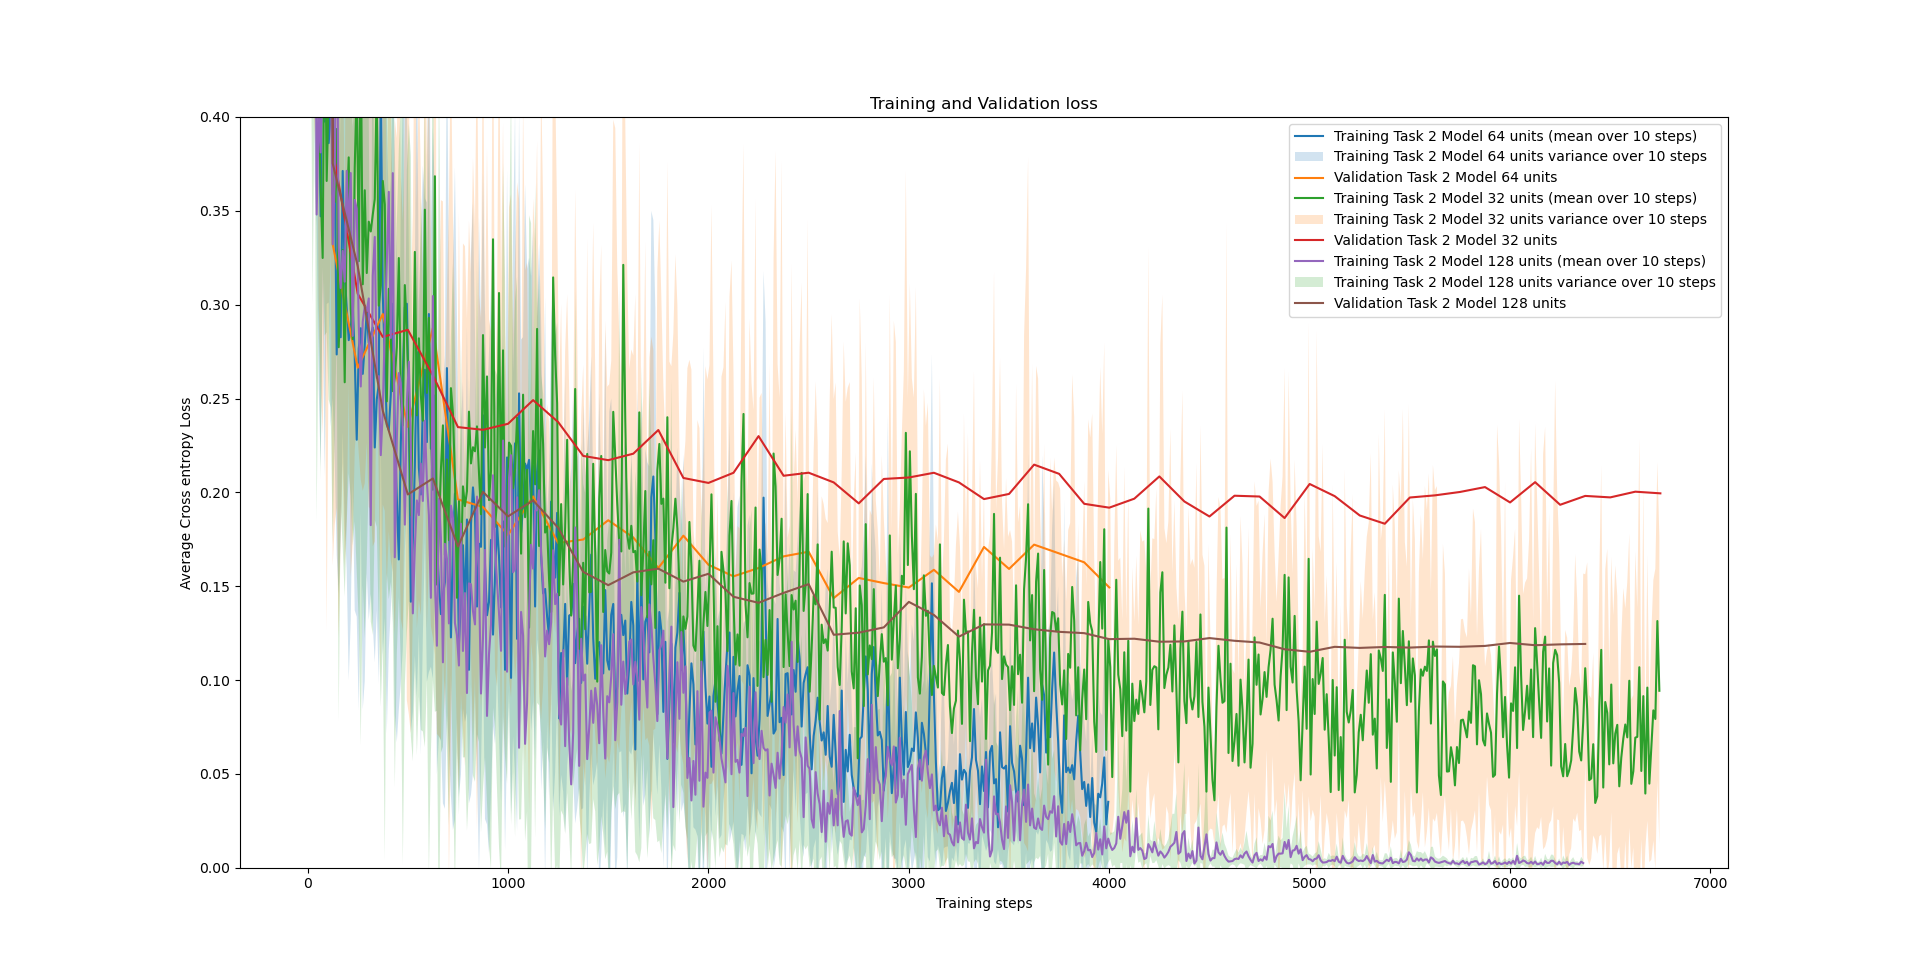 Training and Validation loss
0.40
0.35
0.30
0.25
0.20
0.15
0.10
0.05
0.00
Average Cross entropy Loss
Training Task 2 Model 64 units (mean over 10 steps)
Training Task 2 Model 64 units variance over 10 steps
Validation Task 2 Model 64 units
Training Task 2 Model 32 units (mean over 10 steps)
Training Task 2 Model 32 units variance over 10 steps
Validation Task 2 Model 32 units
Training Task 2 Model 128 units (mean over 10 steps)
Training Task 2 Model 128 units variance over 10 steps
Validation Task 2 Model 128 units
0 1000 2000 3000 4000 5000 6000 7000
Training steps